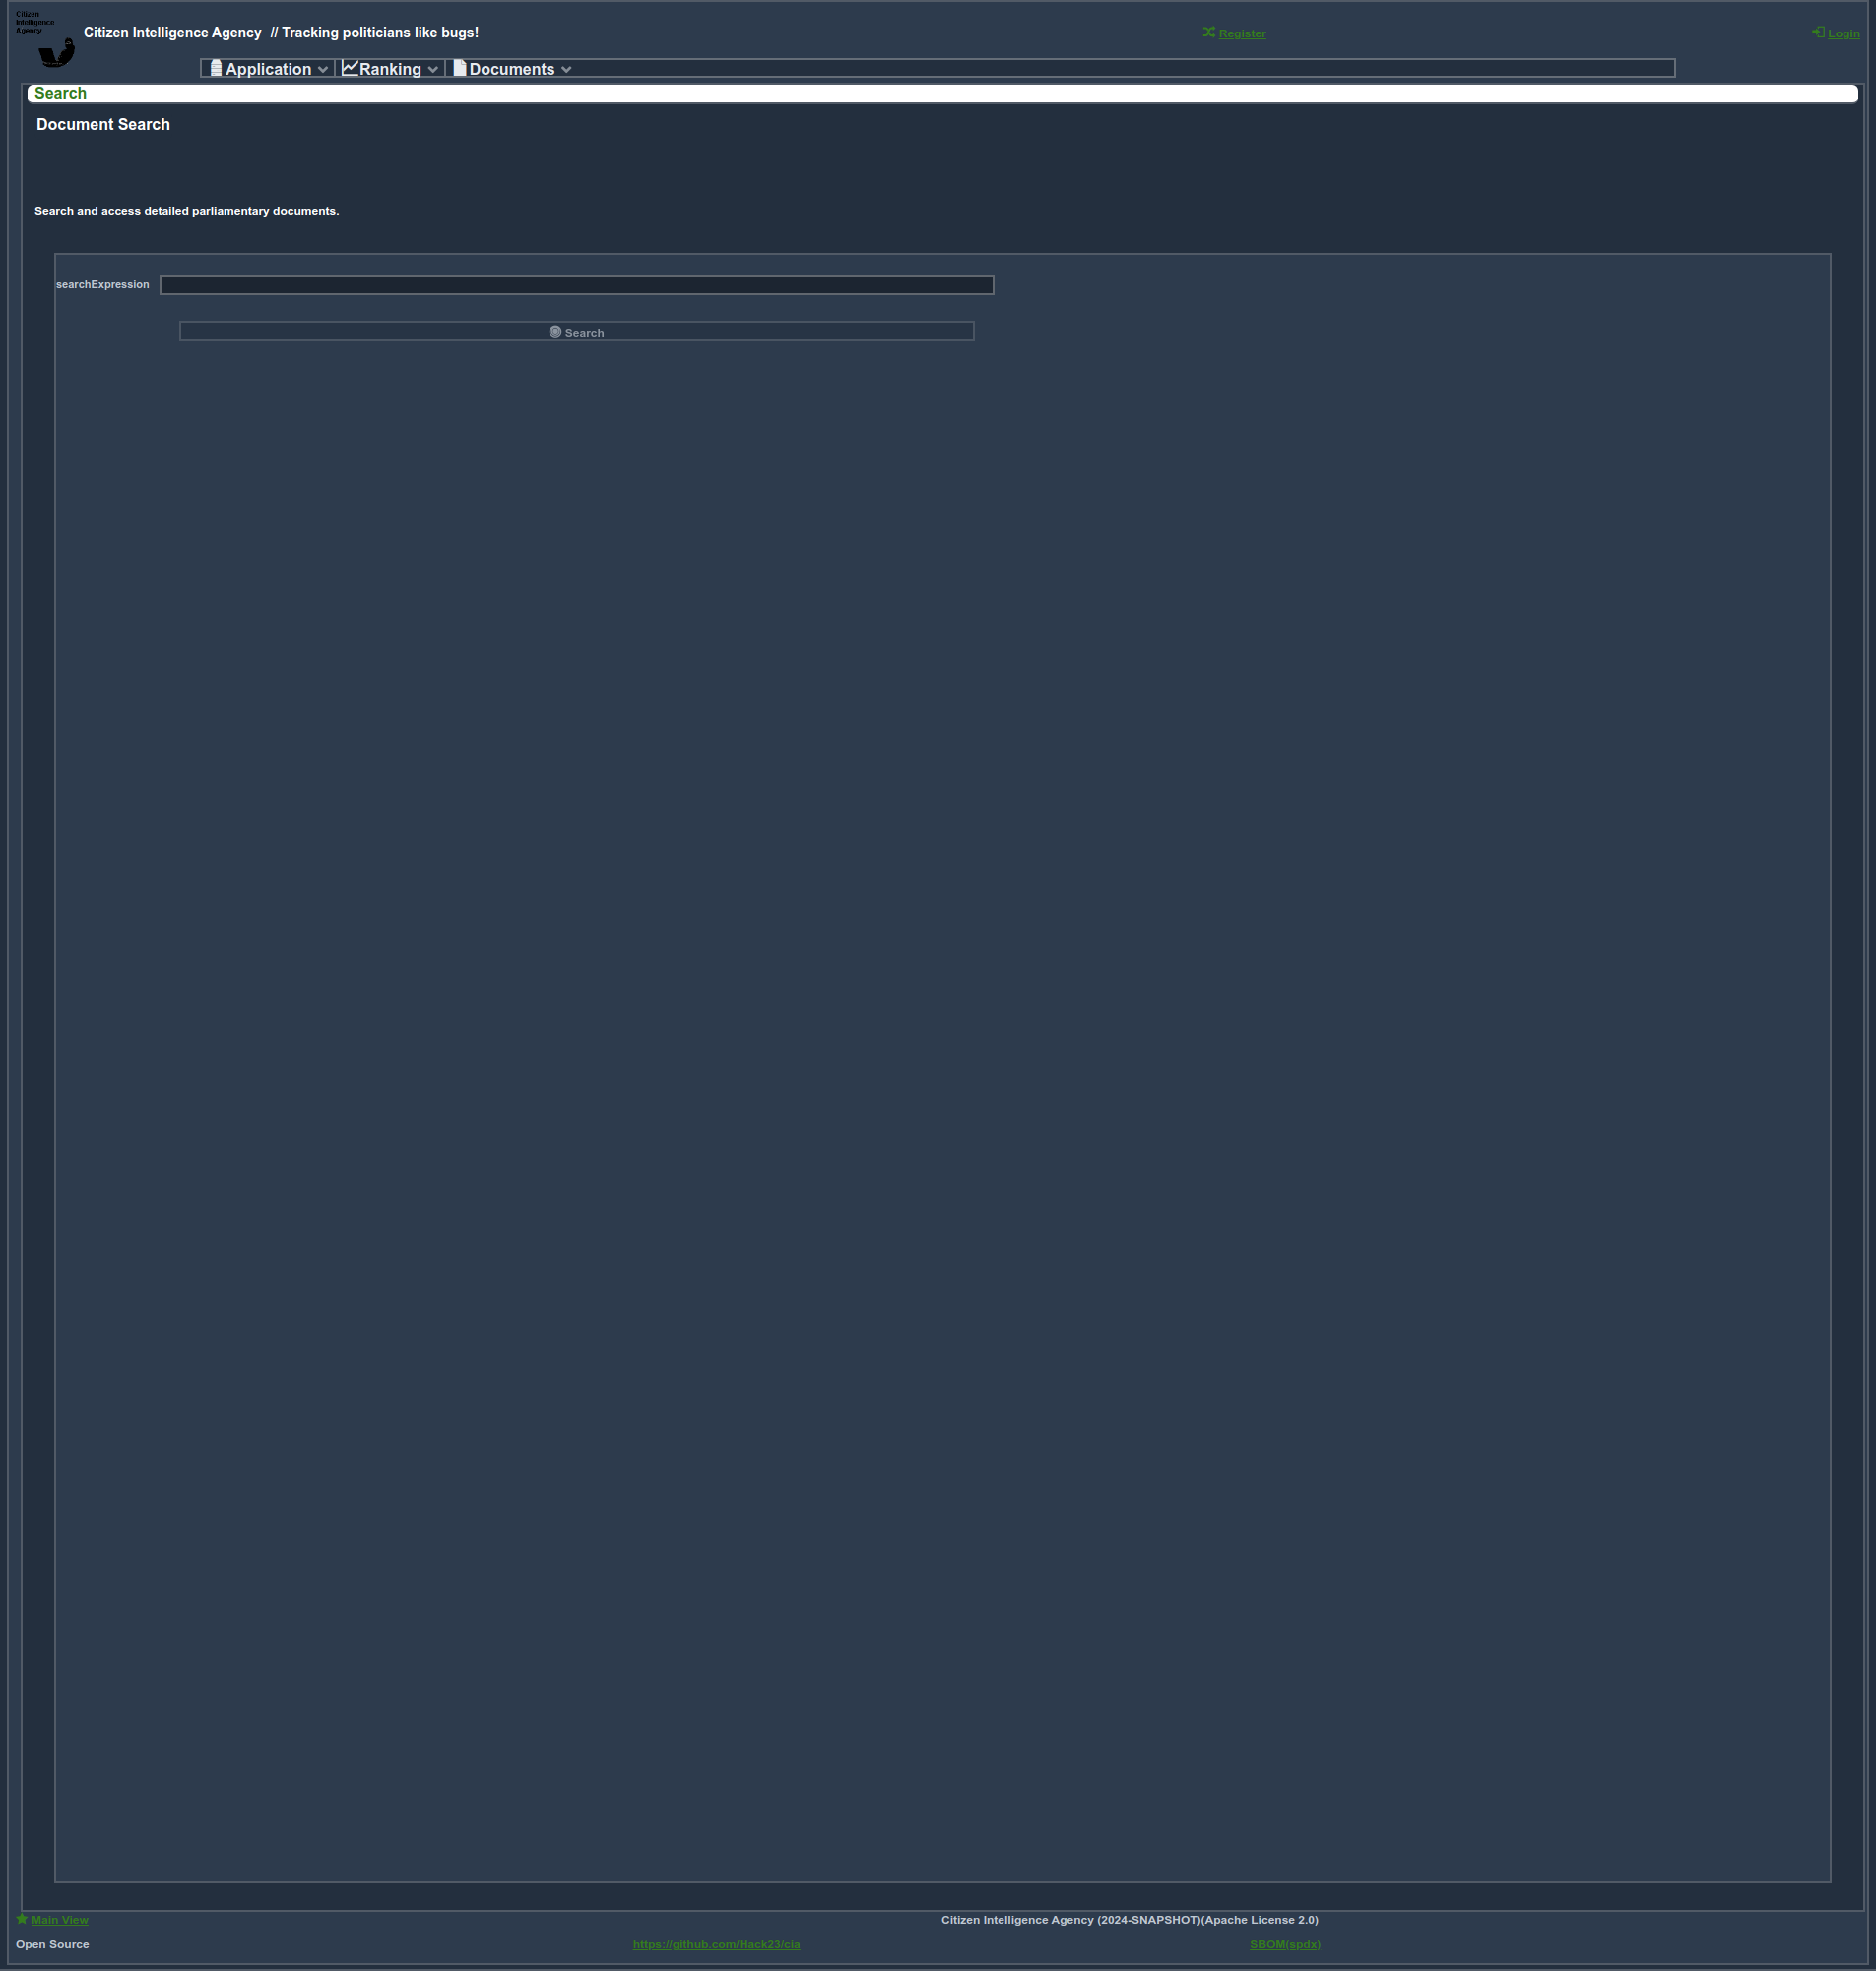 Citizen
Intelligence
Agency
Citizen Intelligence Agency // Tracking politicians like bugs!
Register
Login
Application
Ranking
Documents
Search
Document Search
Search and access detailed parliamentary documents.
searchExpression
Search
Main View
Citizen Intelligence Agency (2024-SNAPSHOT)(Apache License 2.0)
Open Source
https://github.com/Hack23/cia
SBOM(spdx)